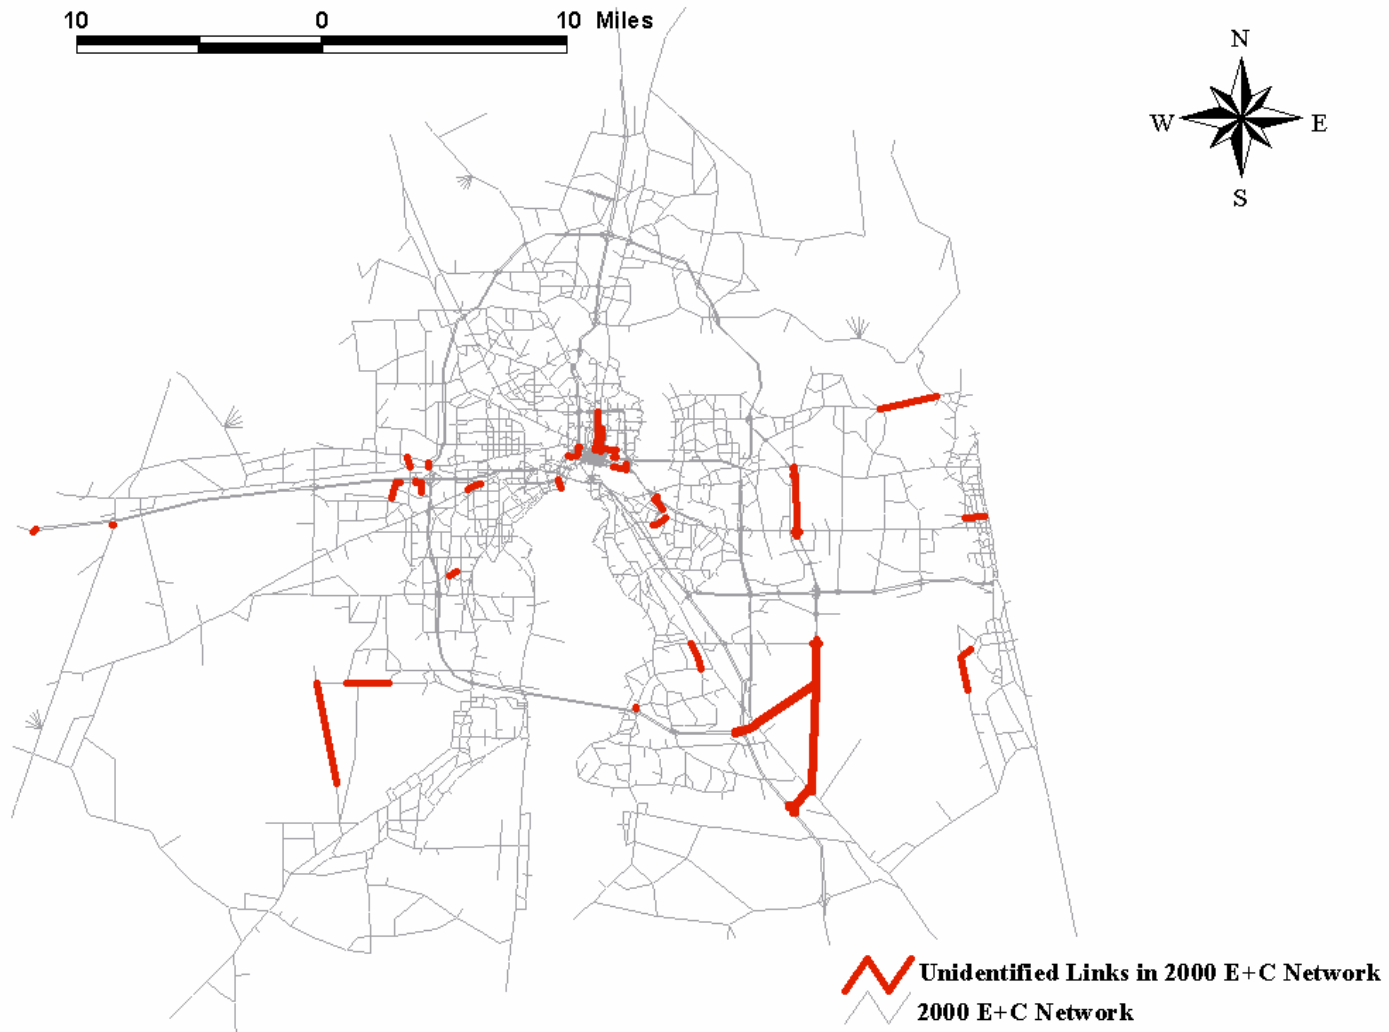 10 0 10 Miles
N
W E
S
Unidentified Links in 2000 E+C Network
2000 E+C Network